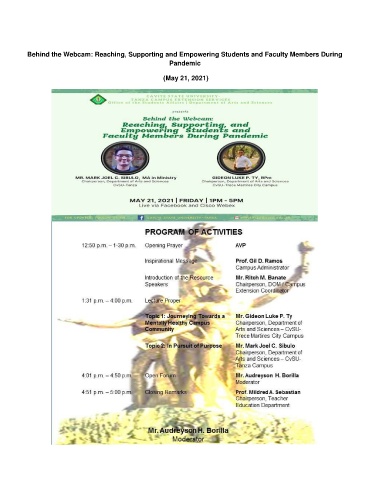 Behind the Webcam: Reaching, Supporting and Empowering Students and Faculty Members During
Pandemic
(May 21, 2021)
CAVITE STATE UNIVERSITY
TANZA CAMPUS EXTENSION SERVICES
Office of the Students Affairs | Department of Arts and Sciences
presents
Behind the Webcam:
Reaching, Supporting, and
Empowering Students and
Faculty Members During Pandemic
MR. MARK JOEL C. SIBULO, MA in Ministry
Chairperson, Department of Arts and Sciences
CvSU-Tanza
GIDEON LUKE P. TY, RPm
Chairperson, Department of Arts and Sciences
CvSU- Trece Martires City Campus
MAY 21, 2021 | FRIDAY | 1PM - 5PM
Live via Facebook and Cisco Webex
PROGRAM OF ACTIVITIES
12:50 p.m. – 1:30 p.m. Opening Prayer AVP
Inspirational Message Prof. Gil D. Ramos
Campus Administrator
Introduction of the Resource Speakers Mr. Ritch M. Banate
Chairperson, DOM / Campus
Extension Coordinator
1:31 p.m. – 4:00 p.m. Lecture Proper
Topic 1: Journeying Towards a Mr. Gideon Luke P. Ty
Mentally Healthy Campus Chairperson, Department of
Community Arts and Sciences – CvSU-
Trece Martires City Campus
Topic 2: In Pursuit of Purpose Mr. Mark Joel C. Sibulo
Chairperson, Department of
Arts and Sciences – CvSU-
Tanza Campus
4:01 p.m. – 4:50 p.m. Open Forum Mr. Audreyson H. Borilla
Moderator
4:51 p.m. – 5:00 p.m. Closing Remarks Prof. Mildred A. Sebastian
Chairperson, Teacher
Education Department
Mr. Audreyson H. Borilla
Moderator